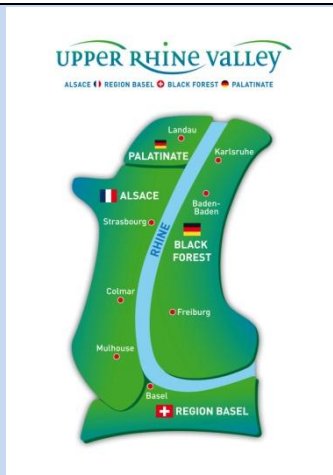 UPPER RHINE VALLEY
ALSACE REGION BASEL BLACK FOREST PALATINATE
Landau
PALATINATE
Karlsruhe
ALSACE
Baden-
Baden
Strasbourg
RHINE
BLACK
FOREST
Colmar
Freiburg
Mulhouse
Basel
REGION BASEL